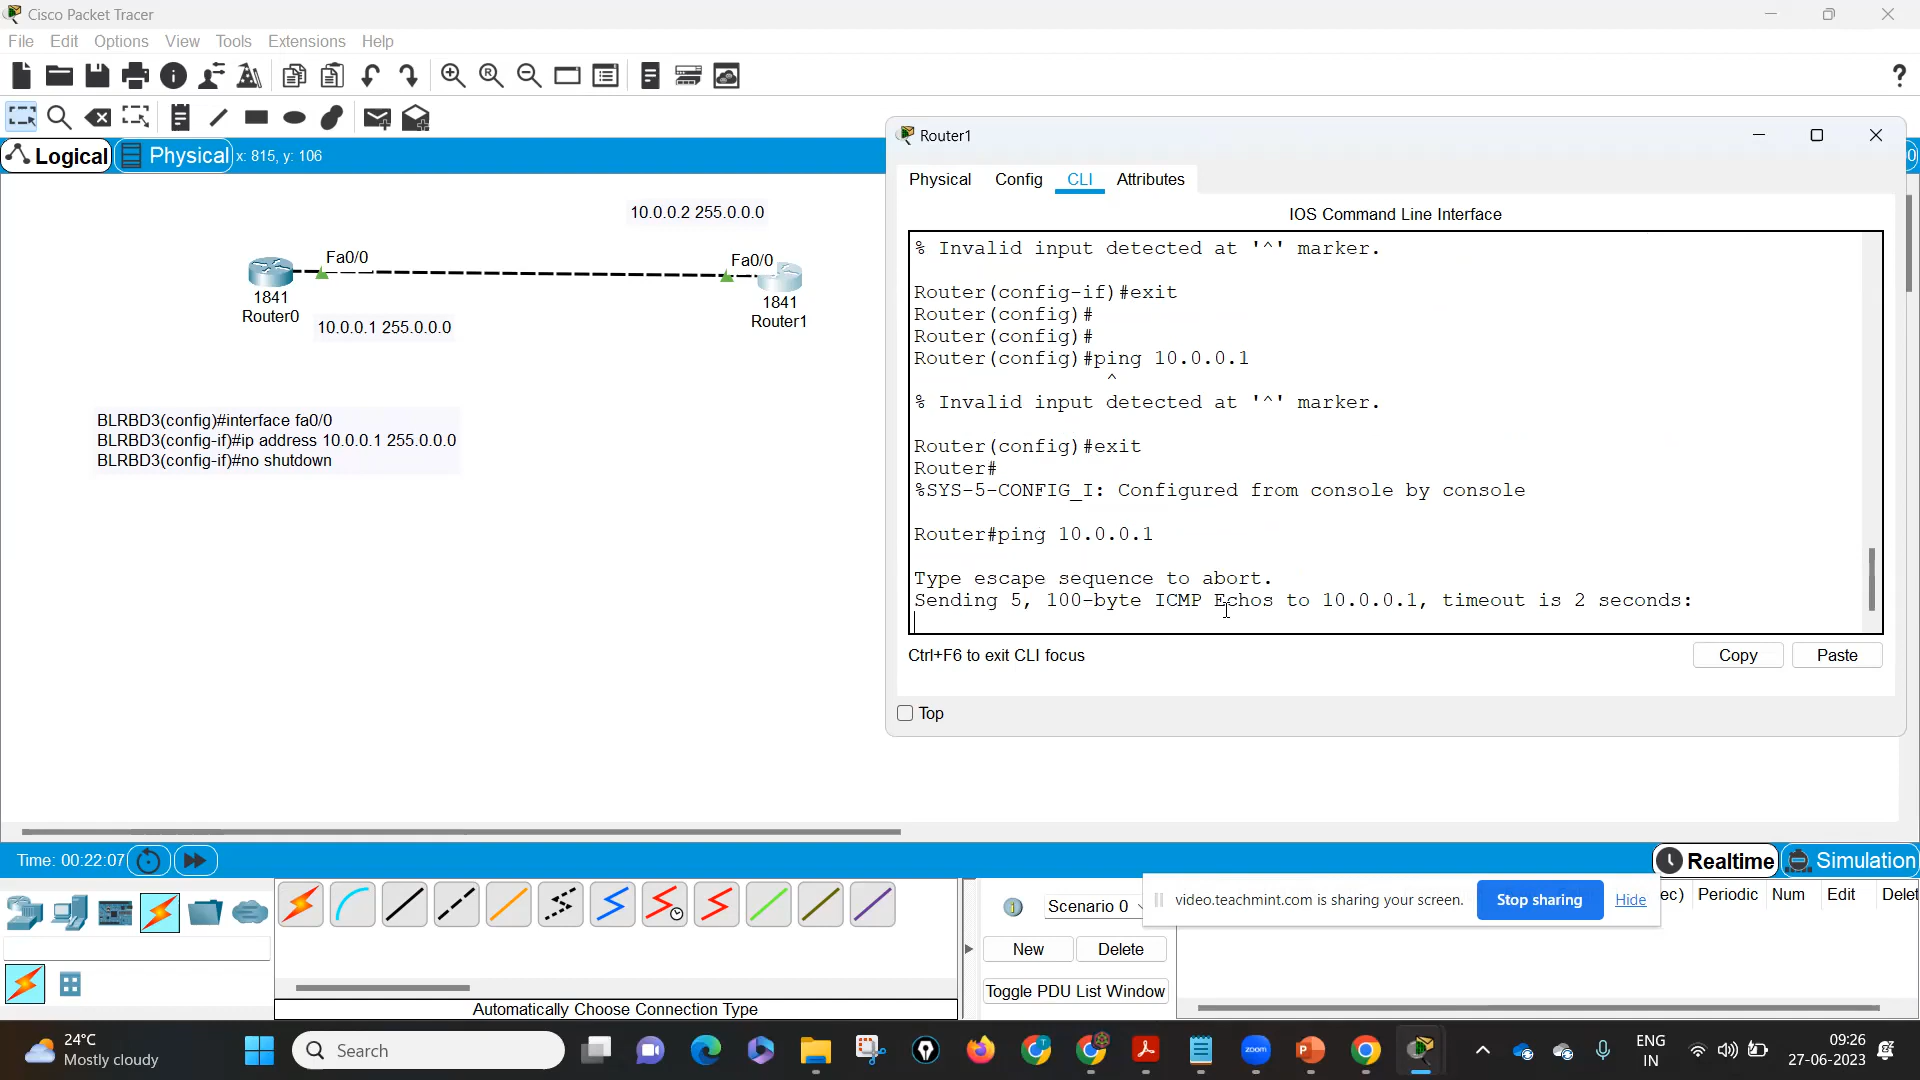 Cisco Packet Tracer
File Edit Options View Tools Extensions Help
Logical Physical x: 815, y: 106
10.0.0.2 255.0.0.0
Fa0/0
Fa0/0
1841
Router0
1841
Router1
10.0.0.1 255.0.0.0
BLRBD3(config)#interface fa0/0
BLRBD3(config-if)#ip address 10.0.0.1 255.0.0.0
BLRBD3(config-if)#no shutdown
Router1
Physical Config CLI Attributes
IOS Command Line Interface
% Invalid input detected at '^' marker.
Router(config-if)#exit
Router(config)#
Router(config)#
Router(config)#ping 10.0.0.1
^
% Invalid input detected at '^' marker.
Router(config)#exit
Router#
%SYS-5-CONFIG_I: Configured from console by console
Router#ping 10.0.0.1
Type escape sequence to abort.
Sending 5, 100-byte ICMP Echos to 10.0.0.1, timeout is 2 seconds:
Ctrl+F6 to exit CLI focus
Copy Paste
Top
Time: 00:22:07
Realtime Simulation
Scenario 0
New Delete
Toggle PDU List Window
video.teachmint.com is sharing your screen. Stop sharing Hide
ec) Periodic Num Edit Delet
Automatically Choose Connection Type
24°C
Mostly cloudy
Search
zoom
ENG
IN
09:26
27-06-2023